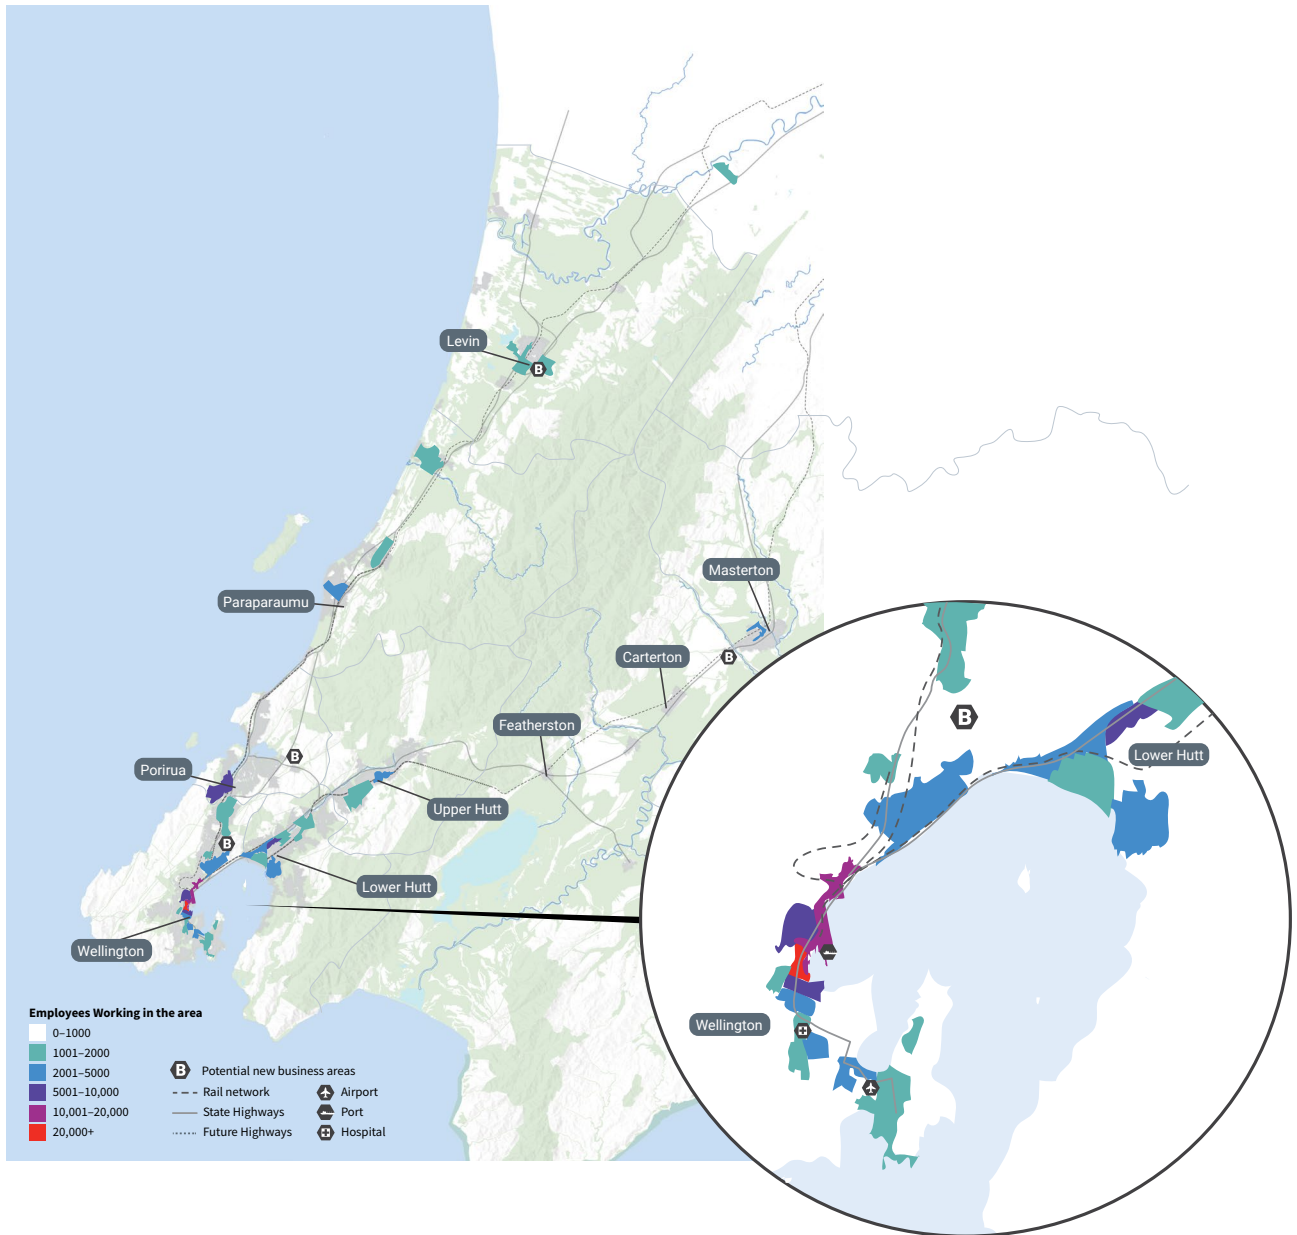 Levin
B
Paraparaumu
Masterton
Carterton
B
Featherston
B
Porirua
Upper Hutt
B
Lower Hutt
Wellington
B
Lower Hutt
Wellington
Employees Working in the area
0–1000
1001–2000
2001–5000
5001–10,000
10,001–20,000
20,000+
B Potential new business areas
Rail network
State Highways
Future Highways
Airport
Port
Hospital